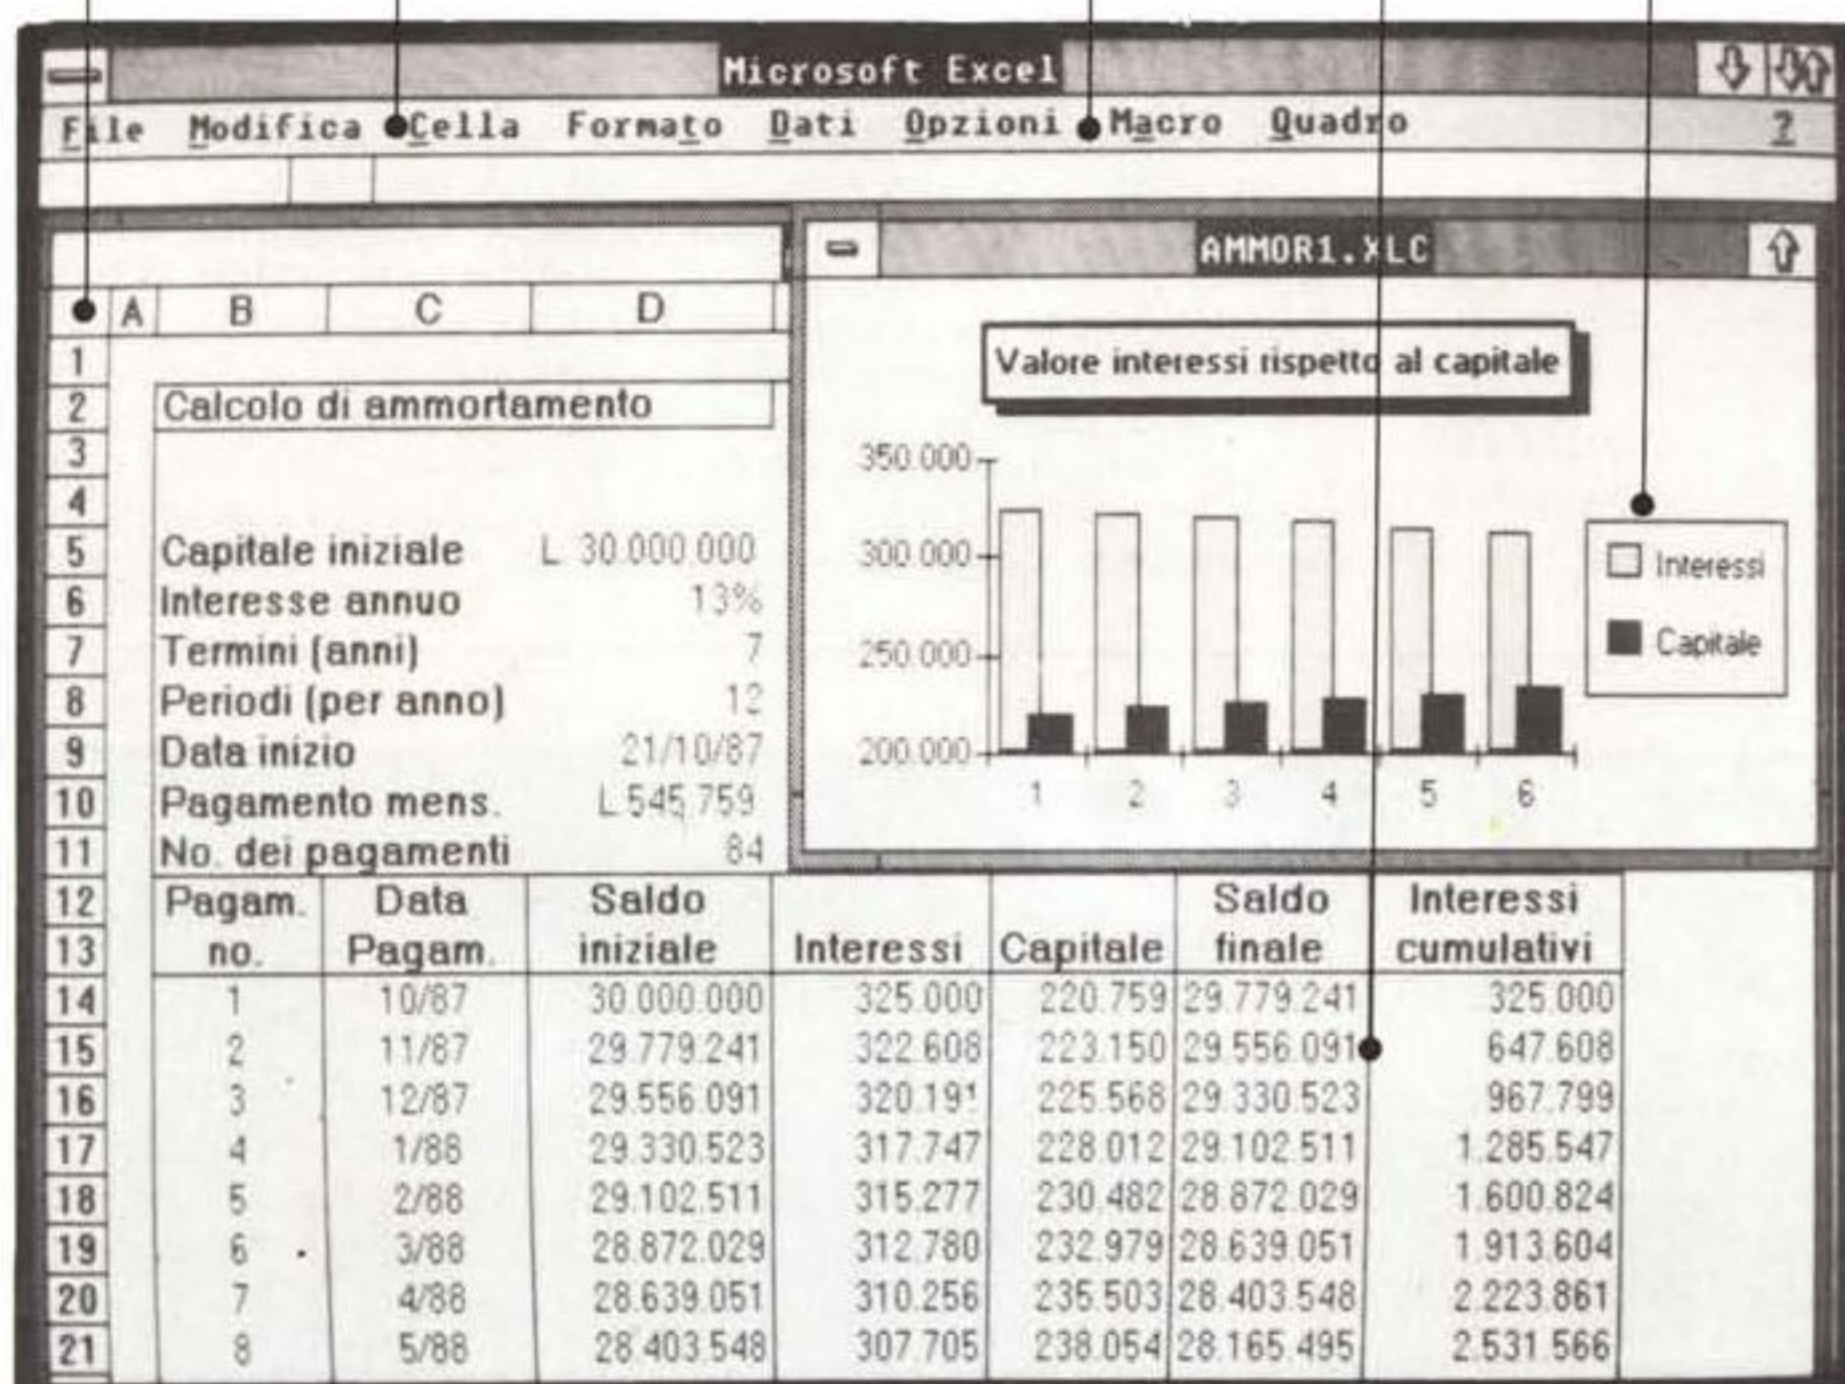 Microsoft Excel
File Modifica Cella Formato Dati Opzioni Macro Quadro ?
AMMOR1.XLC
A B C D
Valore interessi rispetto al capitale
350.000
300.000
250.000
200.000
1 2 3 4 5 6
Interessi
Capitale
1
2 Calcolo di ammortamento
3
4
5 Capitale iniziale L. 30.000.000
6 Interesse annuo 13%
7 Termini (anni) 7
8 Periodi (per anno) 12
9 Data inizio 21/10/87
10 Pagamento mens. L.545.759
11 No. dei pagamenti 84
12 Pagam. Data Saldo Saldo Interessi
13 no. Pagam. iniziale Interessi Capitale finale cumulativi
14 1 10/87 30.000.000 325.000 220.759 29.779.241 325.000
15 2 11/87 29.779.241 322.608 223.150 29.556.091 647.608
16 3 12/87 29.556.091 320.191 225.568 29.330.523 967.799
17 4 1/88 29.330.523 317.747 228.012 29.102.511 1.285.547
18 5 2/88 29.102.511 315.277 230.482 28.872.029 1.600.824
19 6 3/88 28.872.029 312.780 232.979 28.639.051 1.913.604
20 7 4/88 28.639.051 310.256 235.503 28.403.548 2.223.861
21 8 5/88 28.403.548 307.705 238.054 28.165.495 2.531.566